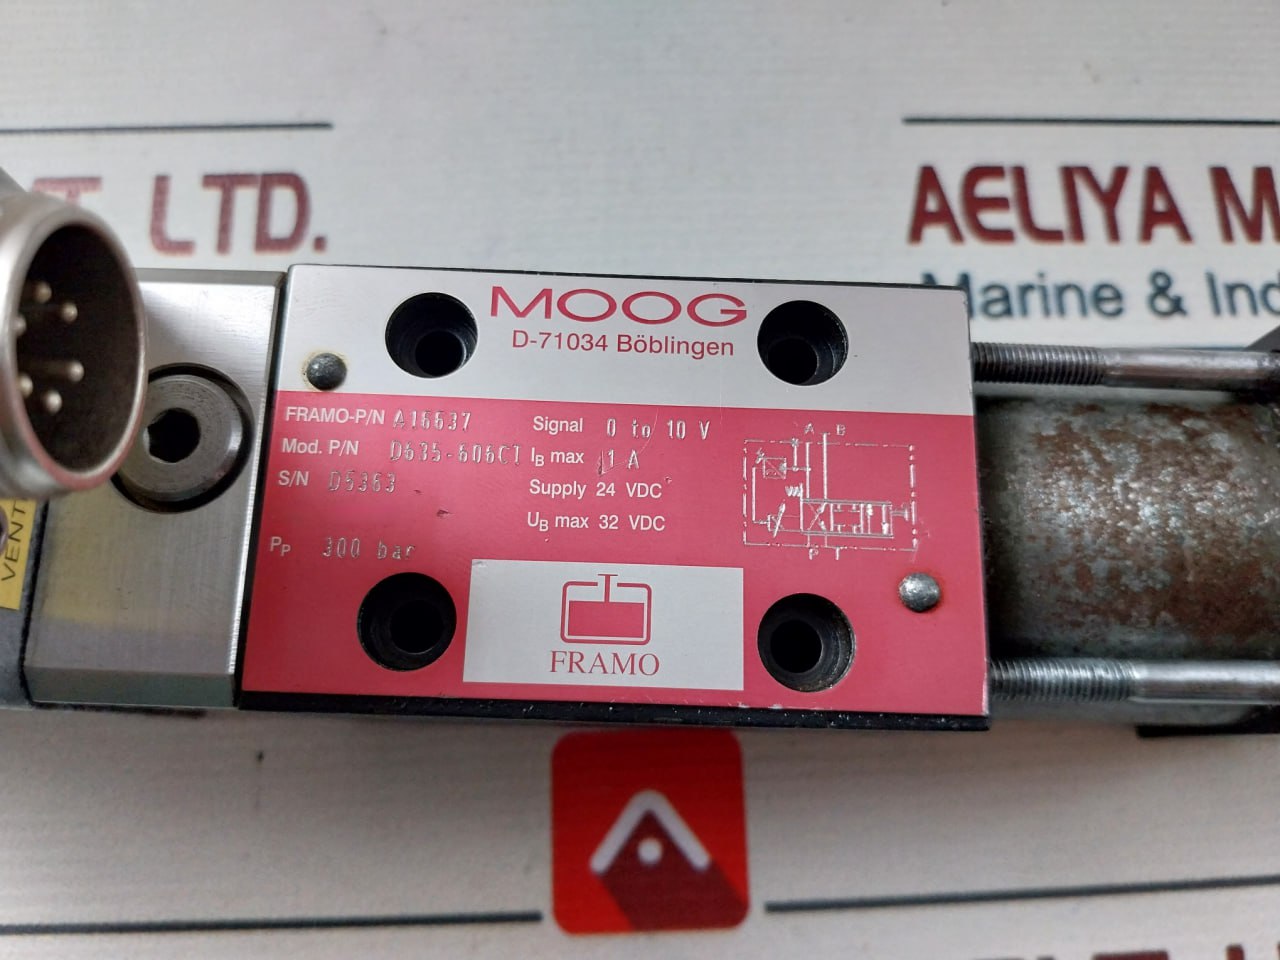 LTD.
AELIYA M
Marine & Ind
MOOG
D-71034 Böblingen
FRAMO-P/N A16637
Mod. P/N D635-606CT
S/N D5363
PP 300 bar
Signal 0 to 10 V
IB max 1 A
Supply 24 VDC
UB max 32 VDC
A B
P T
FRAMO
VENT